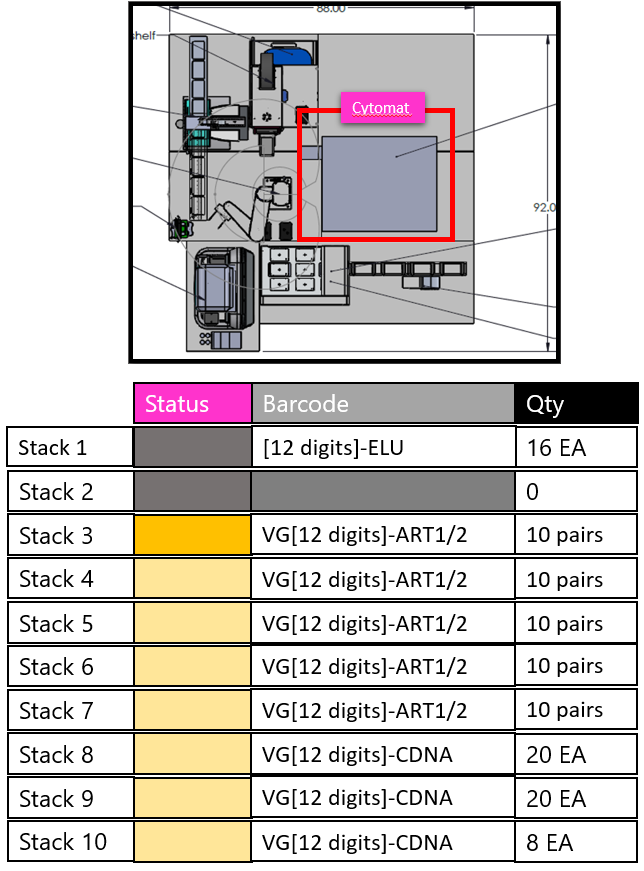 88.00
shelf
Cytomat
92.0
Status Barcode Qty
Stack 1 [12 digits]-ELU 16 EA
Stack 2 0
Stack 3 VG[12 digits]-ART1/2 10 pairs
Stack 4 VG[12 digits]-ART1/2 10 pairs
Stack 5 VG[12 digits]-ART1/2 10 pairs
Stack 6 VG[12 digits]-ART1/2 10 pairs
Stack 7 VG[12 digits]-ART1/2 10 pairs
Stack 8 VG[12 digits]-CDNA 20 EA
Stack 9 VG[12 digits]-CDNA 20 EA
Stack 10 VG[12 digits]-CDNA 8 EA